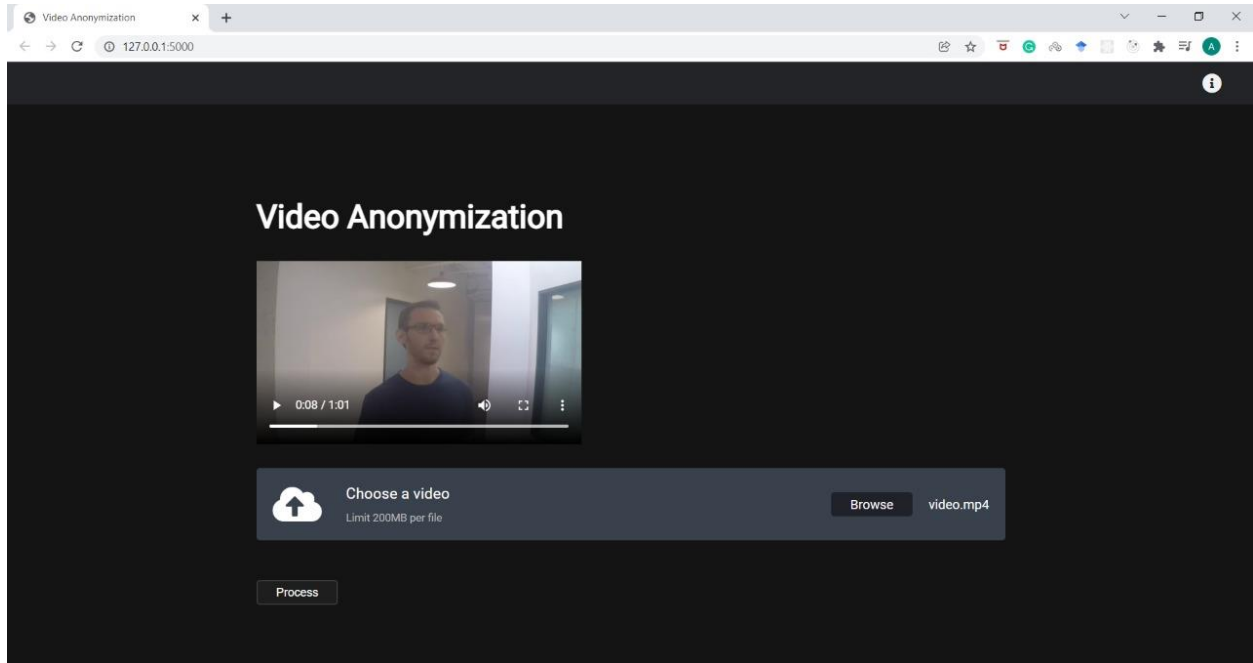 Video Anonymization
127.0.0.1:5000
A
Video Anonymization
0:08 / 1:01
Choose a video
Limit 200MB per file
Browse
video.mp4
Process